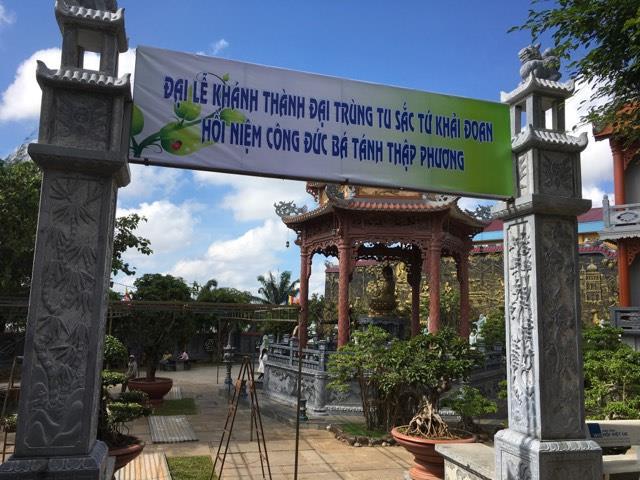 ĐẠI LỄ KHÁNH THÀNH ĐẠI TRÙNG TU SẮC TỨ KHẢI ĐOAN
HỒI NIỆM CÔNG ĐỨC BÁ TÁNH THẬP PHƯƠNG